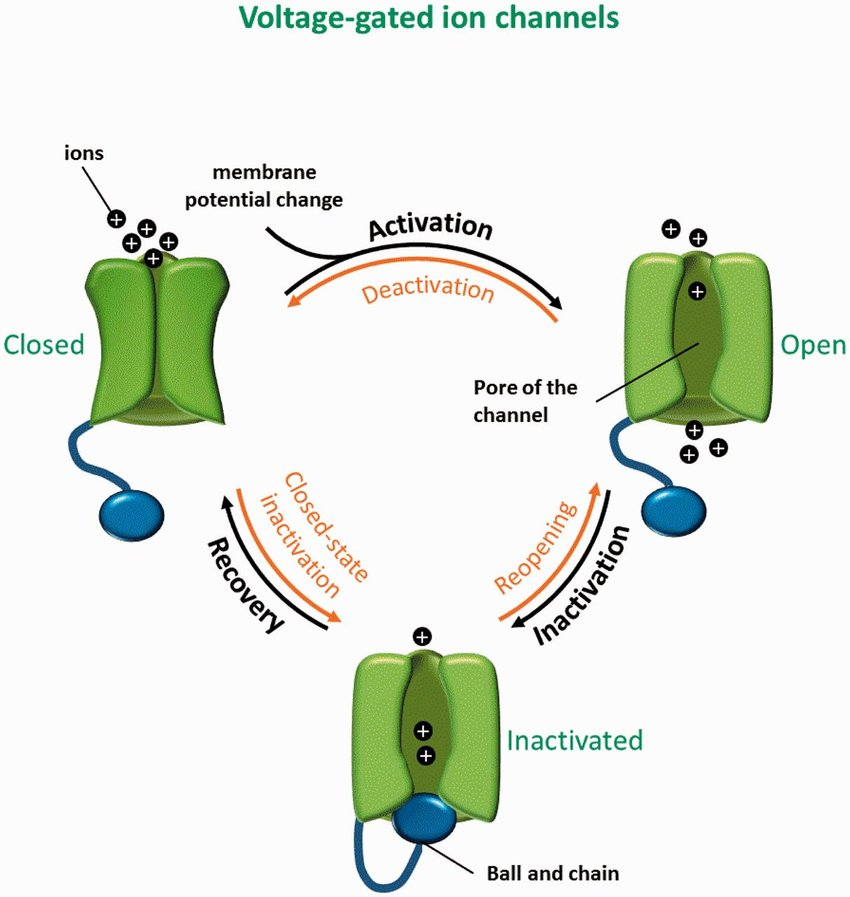 Voltage-gated ion channels
ions
membrane
potential change
Activation
Deactivation
Closed
Open
Pore of the
channel
Closed-state
inactivation
Recovery
Reopening
Inactivation
Inactivated
Ball and chain
+
+
+
+
+
+
+
+
+
+
+
+
+
+